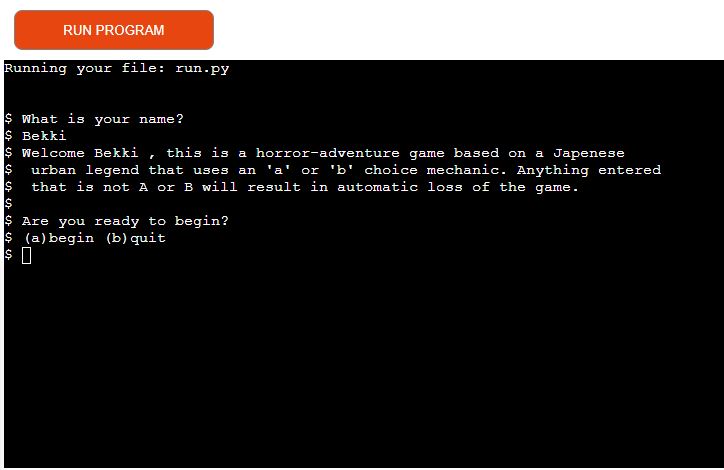 RUN PROGRAM
Running your file: run.py
$ What is your name?
$ Bekki
$ Welcome Bekki , this is a horror-adventure game based on a Japenese
$  urban legend that uses an 'a' or 'b' choice mechanic. Anything entered
$  that is not A or B will result in automatic loss of the game.
$
$ Are you ready to begin?
$ (a)begin (b)quit
$